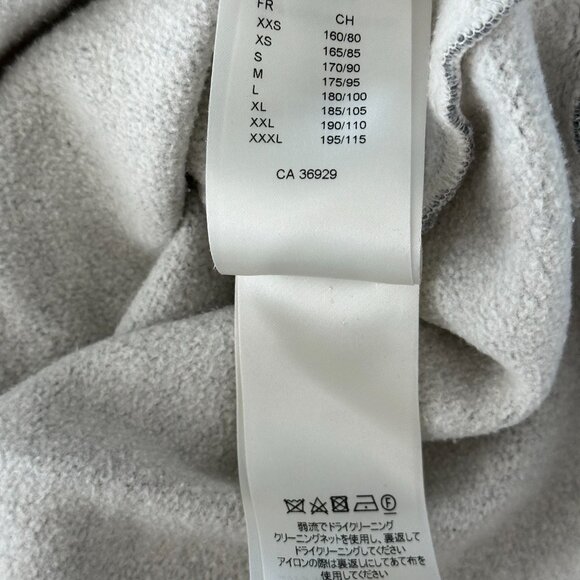 FR CH
XXS 160/80
XS 165/85
S 170/90
M 175/95
L 180/100
XL 185/105
XXL 190/110
XXXL 195/115
CA 36929
F
弱流でドライクリーニング
クリーニングネットを使用し、裏返して
ドライクリーニングしてください
アイロンの際は裏返しにしてあて布を
使用してください